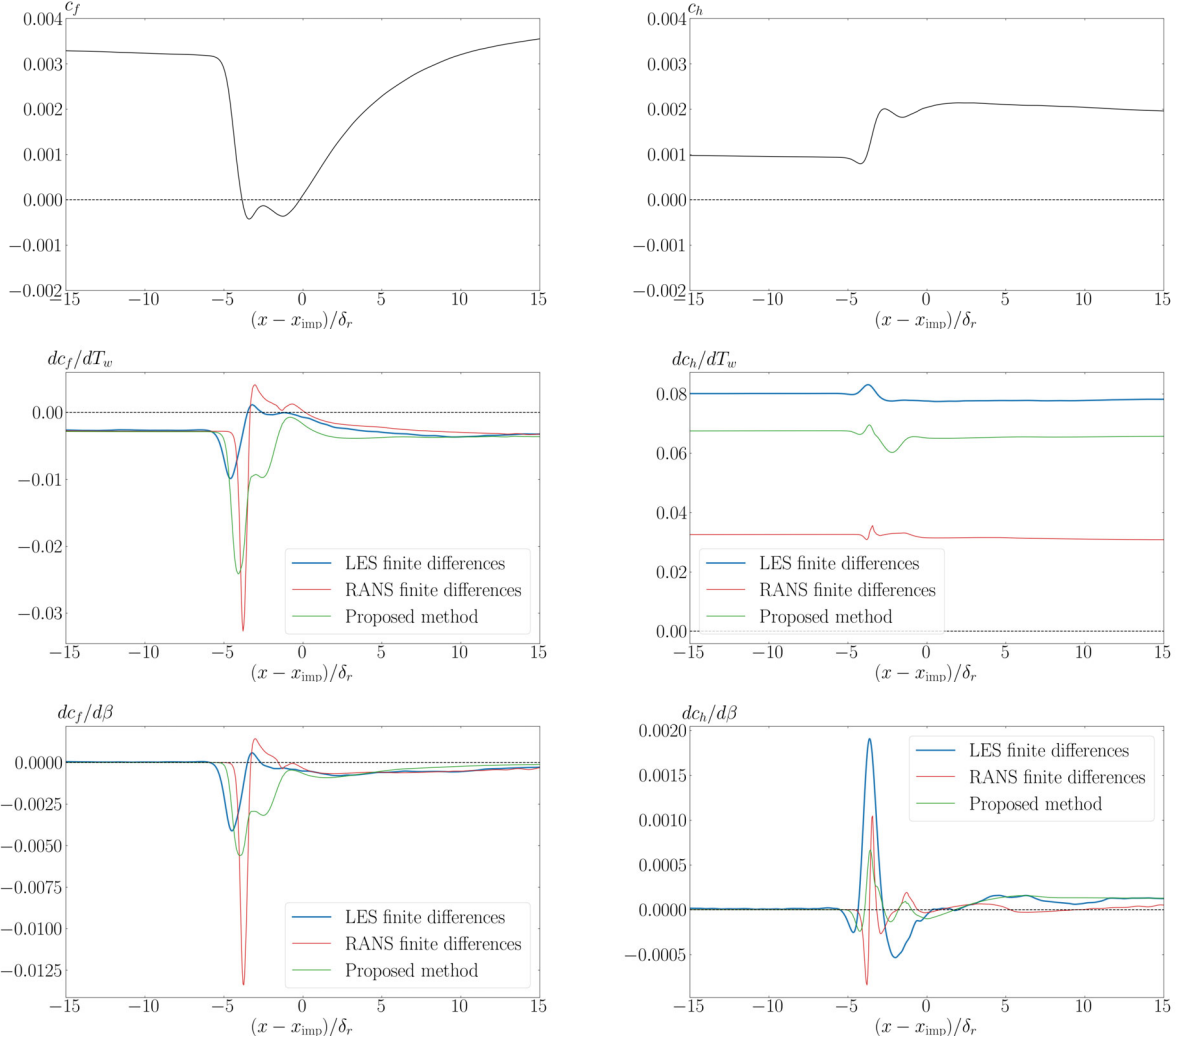 c_f
0.004
0.003
0.002
0.001
0.000
−0.001
−0.002
−15 −10 −5 0 5 10 15
(x − x_imp)/δ_r
c_h
0.004
0.003
0.002
0.001
0.000
−0.001
−0.002
−15 −10 −5 0 5 10 15
(x − x_imp)/δ_r
dc_f/dT_w
0.00
−0.01
−0.02
−0.03
LES finite differences
RANS finite differences
Proposed method
−15 −10 −5 0 5 10 15
(x − x_imp)/δ_r
dc_h/dT_w
0.08
0.06
0.04
0.02
0.00
LES finite differences
RANS finite differences
Proposed method
−15 −10 −5 0 5 10 15
(x − x_imp)/δ_r
dc_f/dβ
0.0000
−0.0025
−0.0050
−0.0075
−0.0100
−0.0125
LES finite differences
RANS finite differences
Proposed method
−15 −10 −5 0 5 10 15
(x − x_imp)/δ_r
dc_h/dβ
0.0020
0.0015
0.0010
0.0005
0.0000
−0.0005
LES finite differences
RANS finite differences
Proposed method
−15 −10 −5 0 5 10 15
(x − x_imp)/δ_r